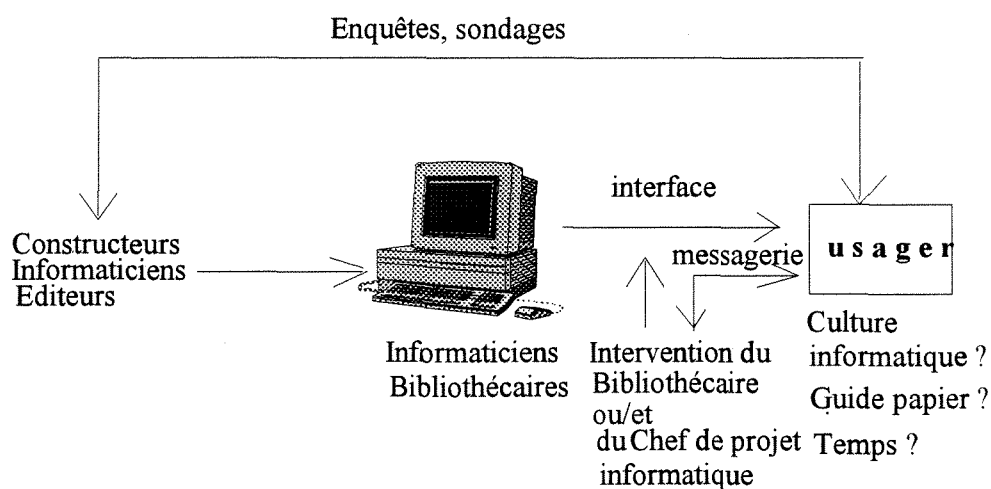 Enquêtes, sondages
interface
Constructeurs
Informaticiens
Editeurs
messagerie
usager
Informaticiens
Bibliothécaires
Intervention du
Bibliothécaire
ou/et
du Chef de projet
informatique
Culture
informatique ?
Guide papier ?
Temps ?